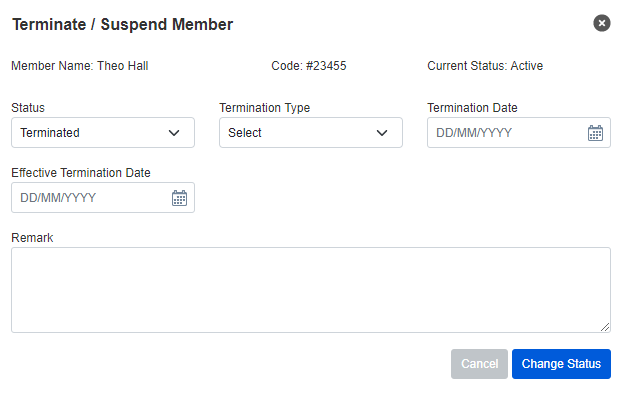 Terminate / Suspend Member
Member Name: Theo Hall Code: #23455 Current Status: Active
Status Termination Type Termination Date
Terminated Select DD/MM/YYYY
Effective Termination Date
DD/MM/YYYY
Remark
Cancel Change Status